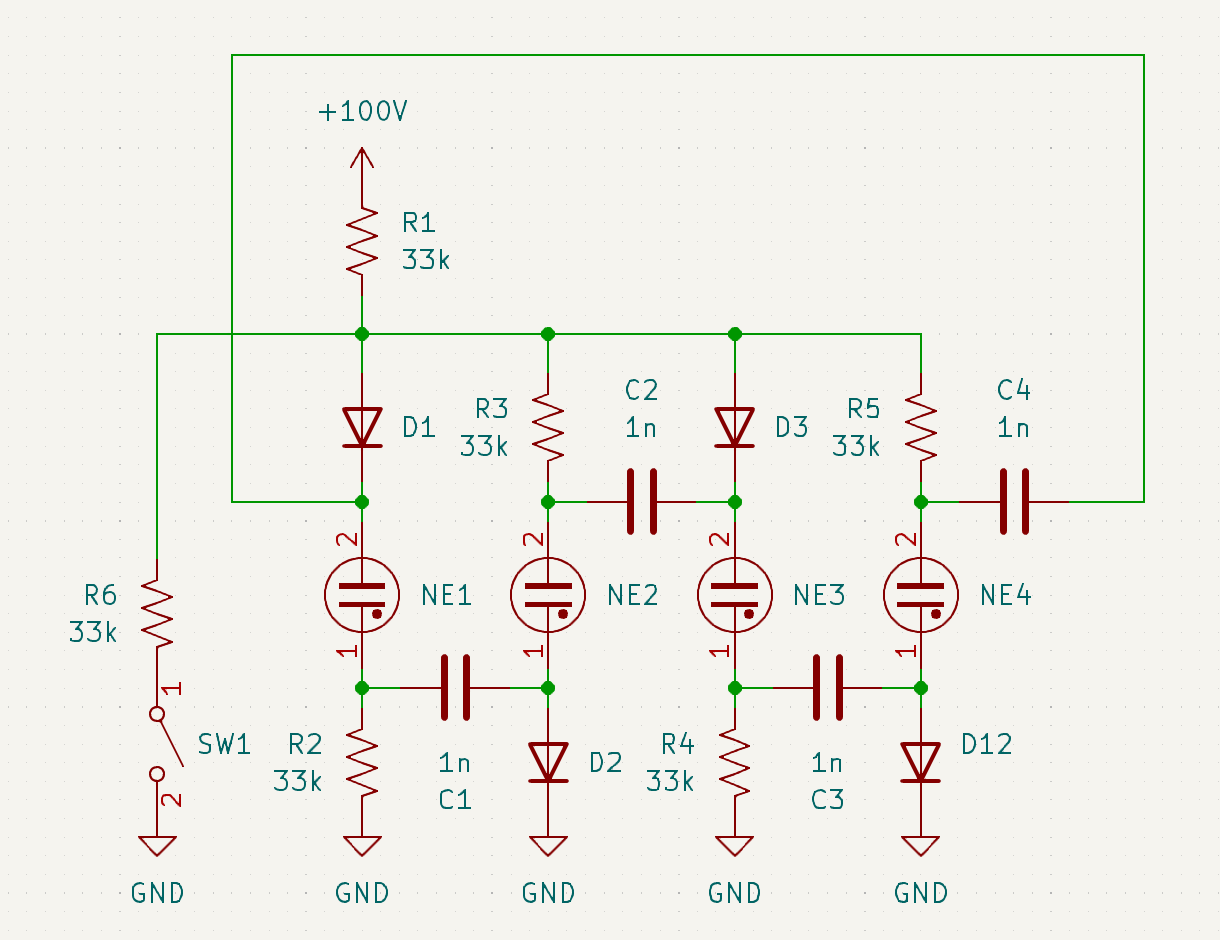 +100V
R1
33k
D1
R3
33k
C2
1n
D3
R5
33k
C4
1n
2
2
2
2
R6
33k
NE1
NE2
NE3
NE4
1
1
1
1
1
SW1
2
R2
33k
1n
C1
D2
R4
33k
1n
C3
D12
GND
GND
GND
GND
GND